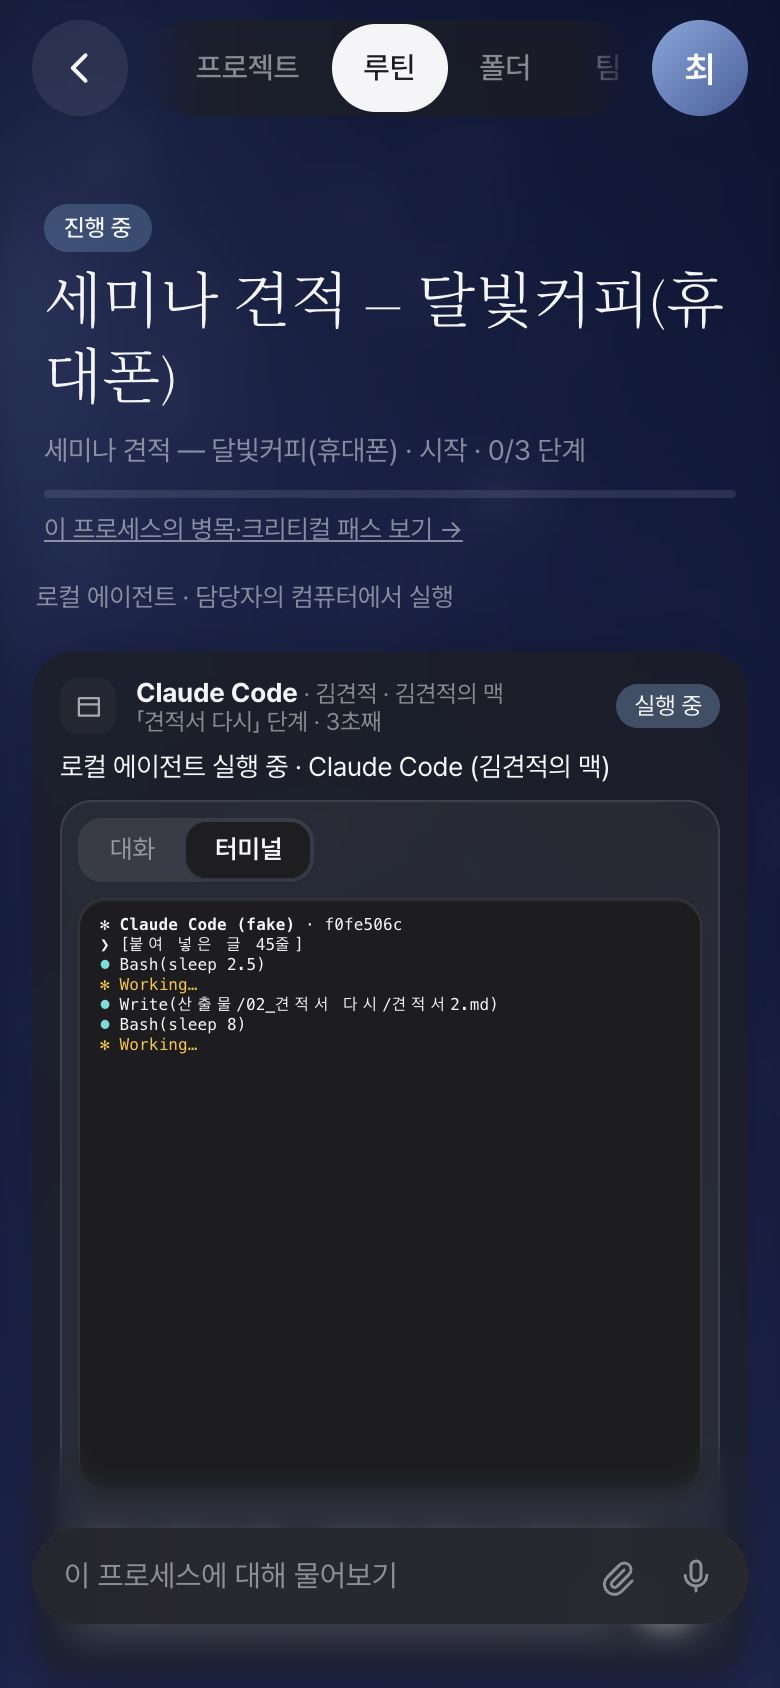 프로젝트 루틴 폴더 팀 최
진행 중
세미나 견적 — 달빛커피(휴
대폰)
세미나 견적 — 달빛커피(휴대폰) · 시작 · 0/3 단계
이 프로세스의 병목·크리티컬 패스 보기 →
로컬 에이전트 · 담당자의 컴퓨터에서 실행
Claude Code · 김견적 · 김견적의 맥
「견적서 다시」 단계 · 3초째
실행 중
로컬 에이전트 실행 중 · Claude Code (김견적의 맥)
대화 터미널
✻ Claude Code (fake) · f0fe506c
❯ [붙여 넣은 글 45줄]
● Bash(sleep 2.5)
✻ Working…
● Write(산출물/02_견적서 다시/견적서2.md)
● Bash(sleep 8)
✻ Working…
이 프로세스에 대해 물어보기